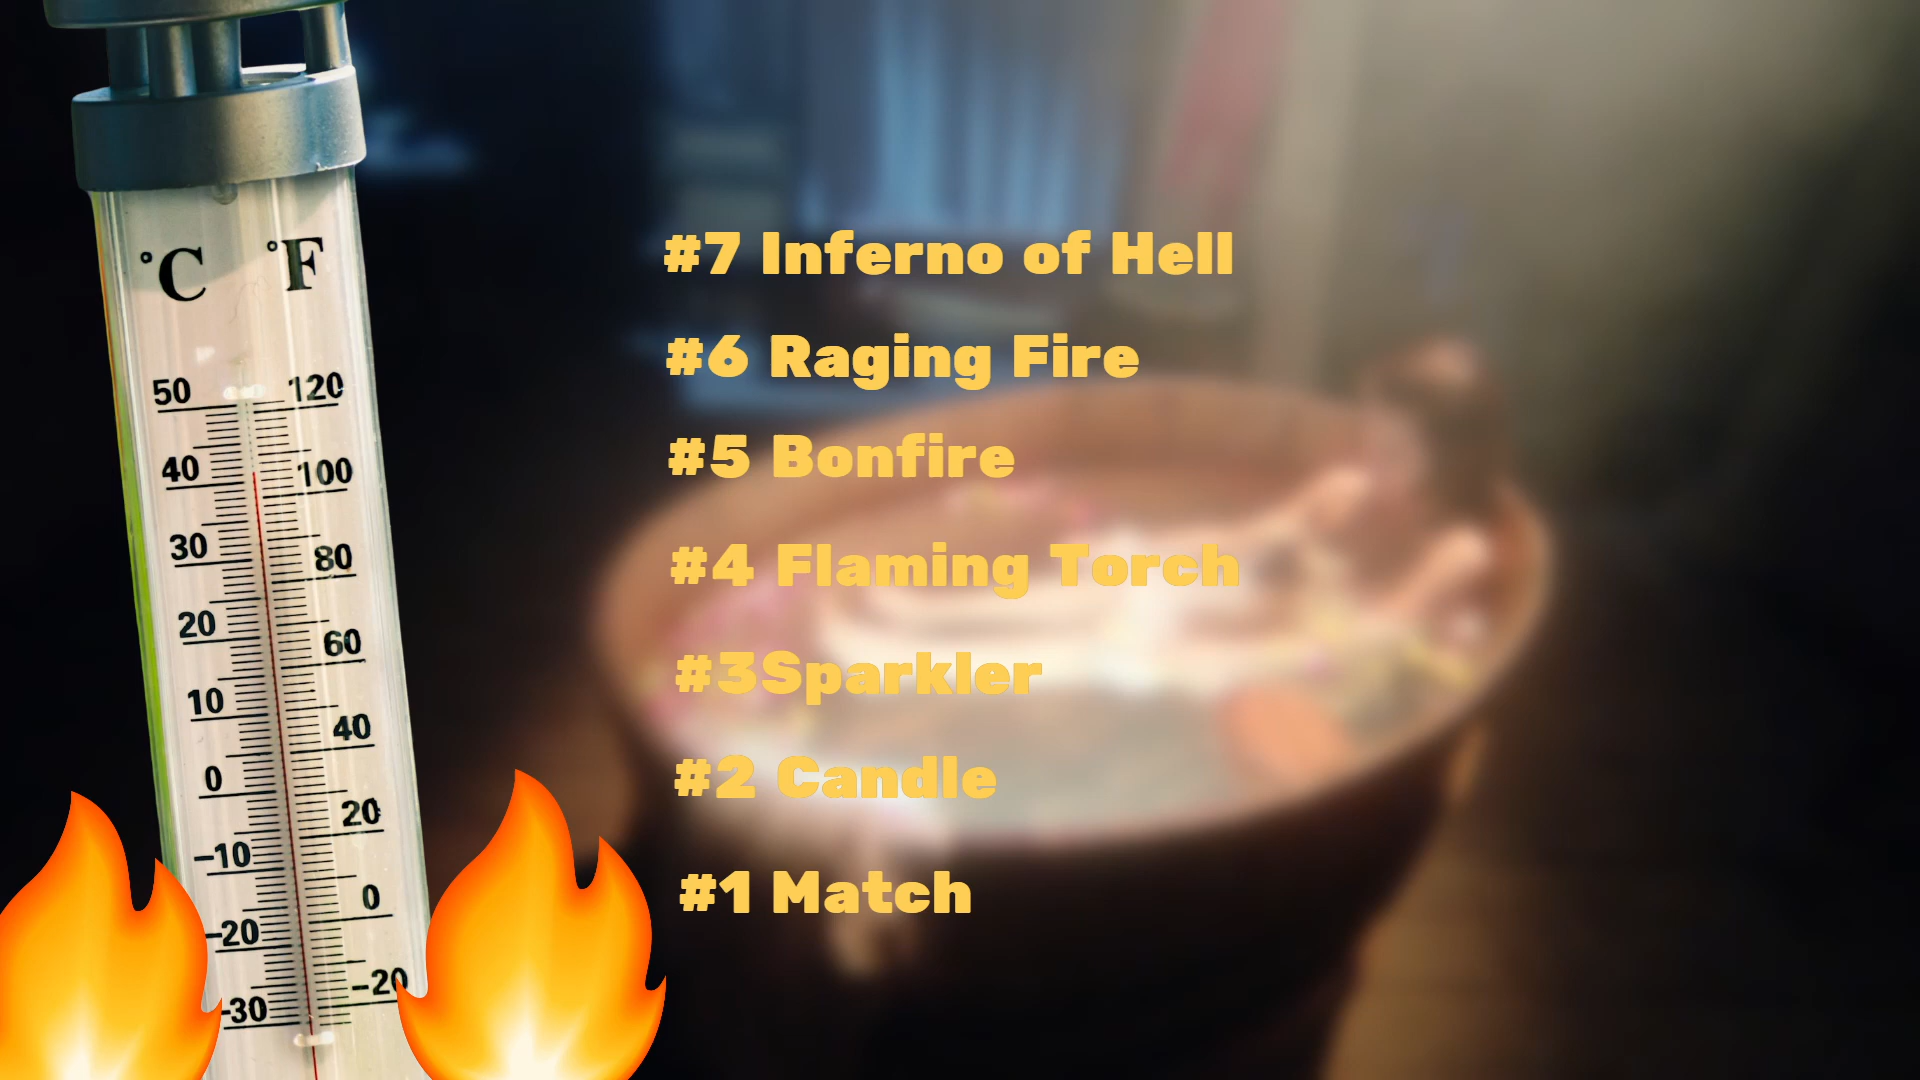 °C °F
50 120
40 100
30 80
20 60
10 40
0 20
-10 0
-20 -20
-30
#7 Inferno of Hell
#6 Raging Fire
#5 Bonfire
#4 Flaming Torch
#3Sparkler
#2 Candle
#1 Match